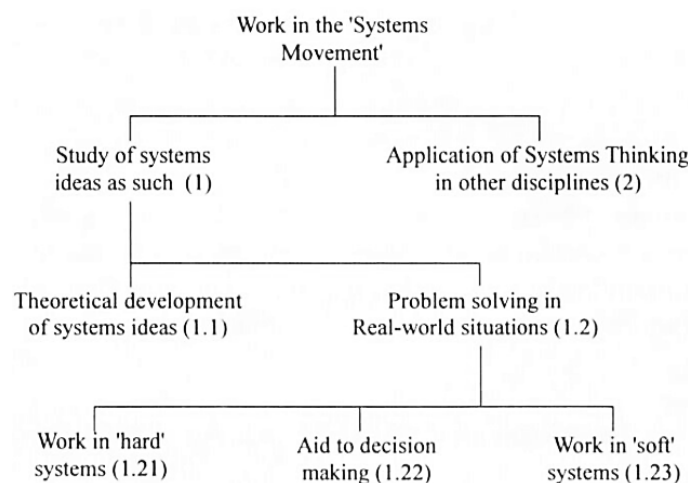 Work in the 'Systems
Movement'
Study of systems
ideas as such (1)
Application of Systems Thinking
in other disciplines (2)
Theoretical development
of systems ideas (1.1)
Problem solving in
Real-world situations (1.2)
Work in 'hard'
systems (1.21)
Aid to decision
making (1.22)
Work in 'soft'
systems (1.23)